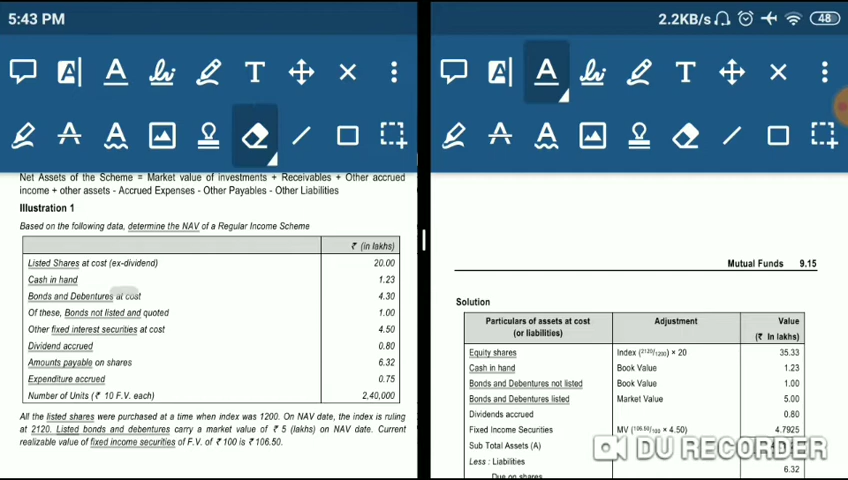 5:43 PM
2.2KB/s
48
Net Assets of the Scheme = Market value of investments + Receivables + Other accrued
income + other assets - Accrued Expenses - Other Payables - Other Liabilities
Illustration 1
Based on the following data, determine the NAV of a Regular Income Scheme
₹ (in lakhs)
Listed Shares at cost (ex-dividend) 20.00
Cash in hand 1.23
Bonds and Debentures at cost 4.30
Of these, Bonds not listed and quoted 1.00
Other fixed interest securities at cost 4.50
Dividend accrued 0.80
Amounts payable on shares 6.32
Expenditure accrued 0.75
Number of Units (₹ 10 F.V. each) 2,40,000
All the listed shares were purchased at a time when index was 1200. On NAV date, the index is ruling
at 2120. Listed bonds and debentures carry a market value of ₹ 5 (lakhs) on NAV date. Current
realizable value of fixed income securities of F.V. of ₹ 100 is ₹ 106.50.
Mutual Funds 9.15
Solution
Particulars of assets at cost (or liabilities) Adjustment Value (₹ In lakhs)
Equity shares Index (2120/1200) × 20 35.33
Cash in hand Book Value 1.23
Bonds and Debentures not listed Book Value 1.00
Bonds and Debentures listed Market Value 5.00
Dividends accrued 0.80
Fixed Income Securities MV (106.50/100 × 4.50) 4.7925
Sub Total Assets (A)
Less : Liabilities
Due on shares 6.32
DU RECORDER